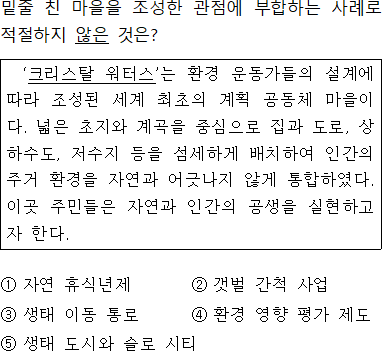 밑줄 친 마을을 조성한 관점에 부합하는 사례로
적절하지 않은 것은?
‘크리스탈 워터스’는 환경 운동가들의 설계에
따라 조성된 세계 최초의 계획 공동체 마을이
다. 넓은 초지와 계곡을 중심으로 집과 도로, 상
하수도, 저수지 등을 섬세하게 배치하여 인간의
주거 환경을 자연과 어긋나지 않게 통합하였다.
이곳 주민들은 자연과 인간의 공생을 실현하고
자 한다.
① 자연 휴식년제 ② 갯벌 간척 사업
③ 생태 이동 통로 ④ 환경 영향 평가 제도
⑤ 생태 도시와 슬로 시티